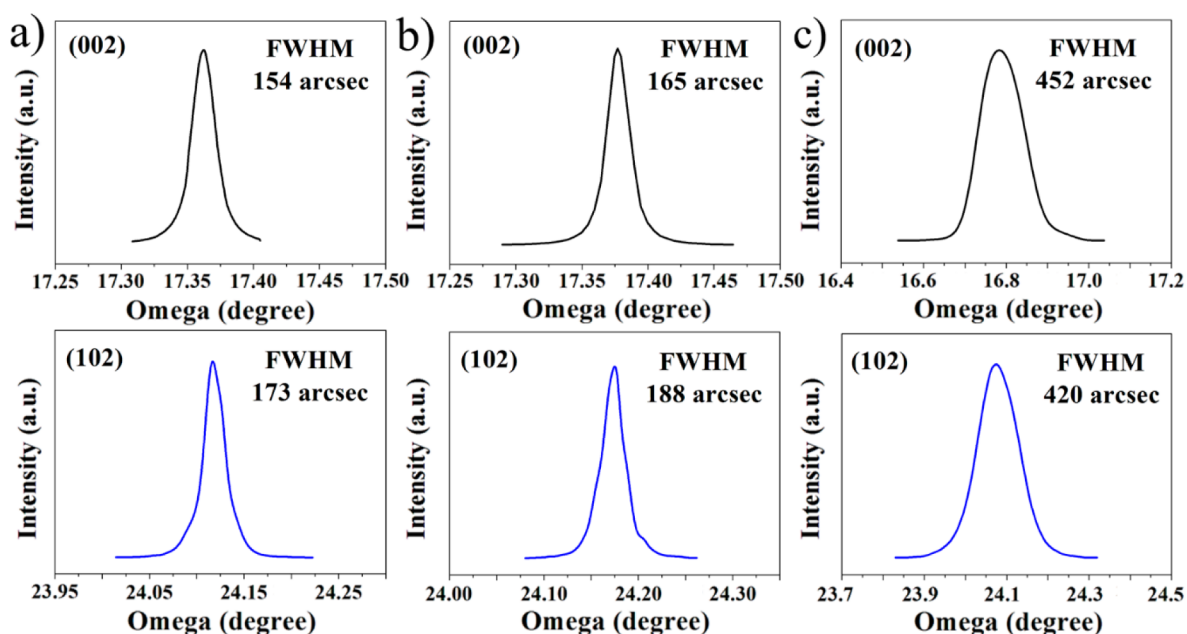 a)
(002)
FWHM
154 arcsec
Intensity (a.u.)
17.25 17.30 17.35 17.40 17.45 17.50
Omega (degree)
b)
(002)
FWHM
165 arcsec
Intensity (a.u.)
17.25 17.30 17.35 17.40 17.45 17.50
Omega (degree)
c)
(002)
FWHM
452 arcsec
Intensity (a.u.)
16.4 16.6 16.8 17.0 17.2
Omega (degree)
(102)
FWHM
173 arcsec
Intensity (a.u.)
23.95 24.05 24.15 24.25
Omega (degree)
(102)
FWHM
188 arcsec
Intensity (a.u.)
24.00 24.10 24.20 24.30
Omega (degree)
(102)
FWHM
420 arcsec
Intensity (a.u.)
23.7 23.9 24.1 24.3 24.5
Omega (degree)